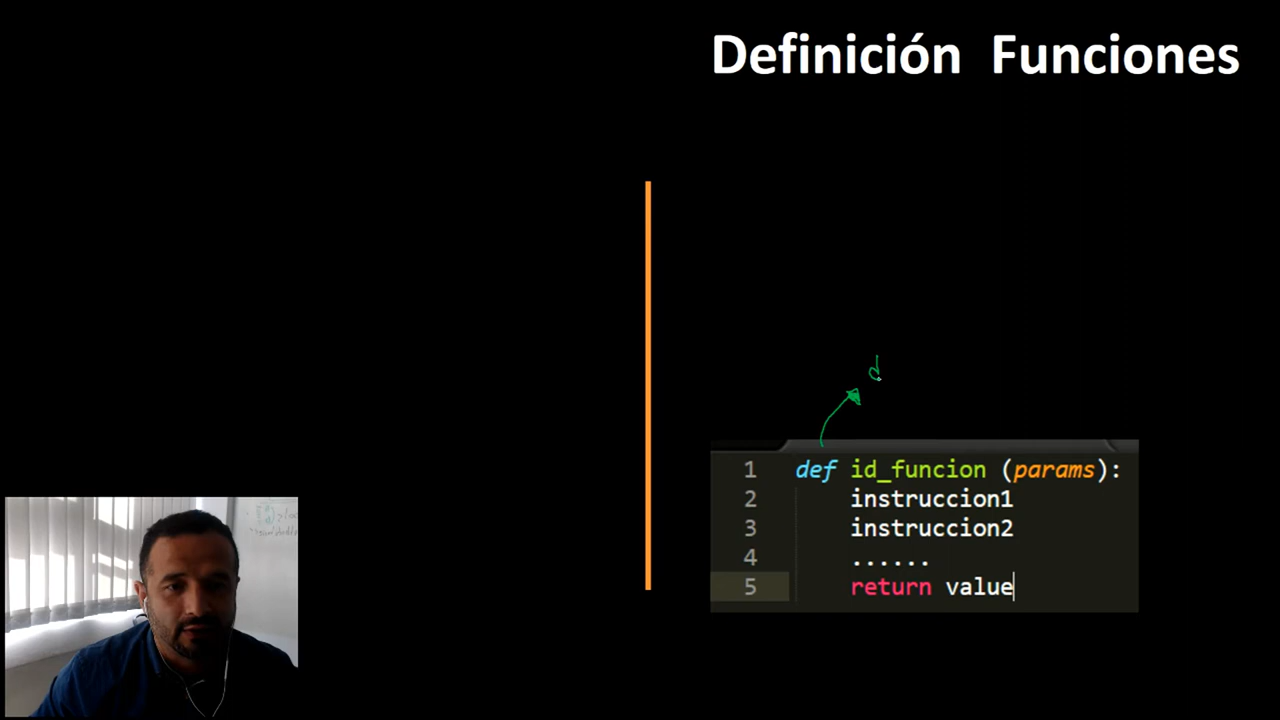 Definición Funciones
d
1 def id_funcion (params):
2 instruccion1
3 instruccion2
4 ......
5 return value